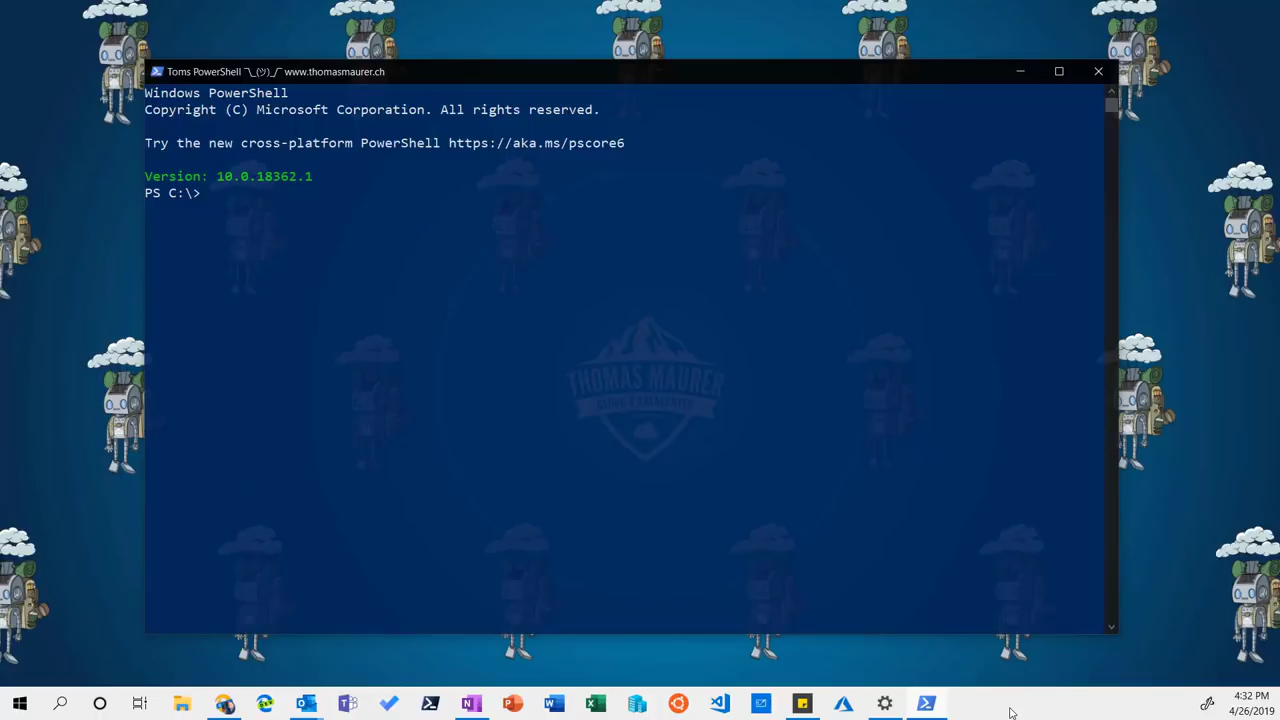 Toms PowerShell ¯\_(ツ)_/¯ www.thomasmaurer.ch
Windows PowerShell
Copyright (C) Microsoft Corporation. All rights reserved.
Try the new cross-platform PowerShell https://aka.ms/pscore6
Version: 10.0.18362.1
PS C:\>
THOMAS MAURER
CLOUD & DATACENTER
4:32 PM
4/26/2019